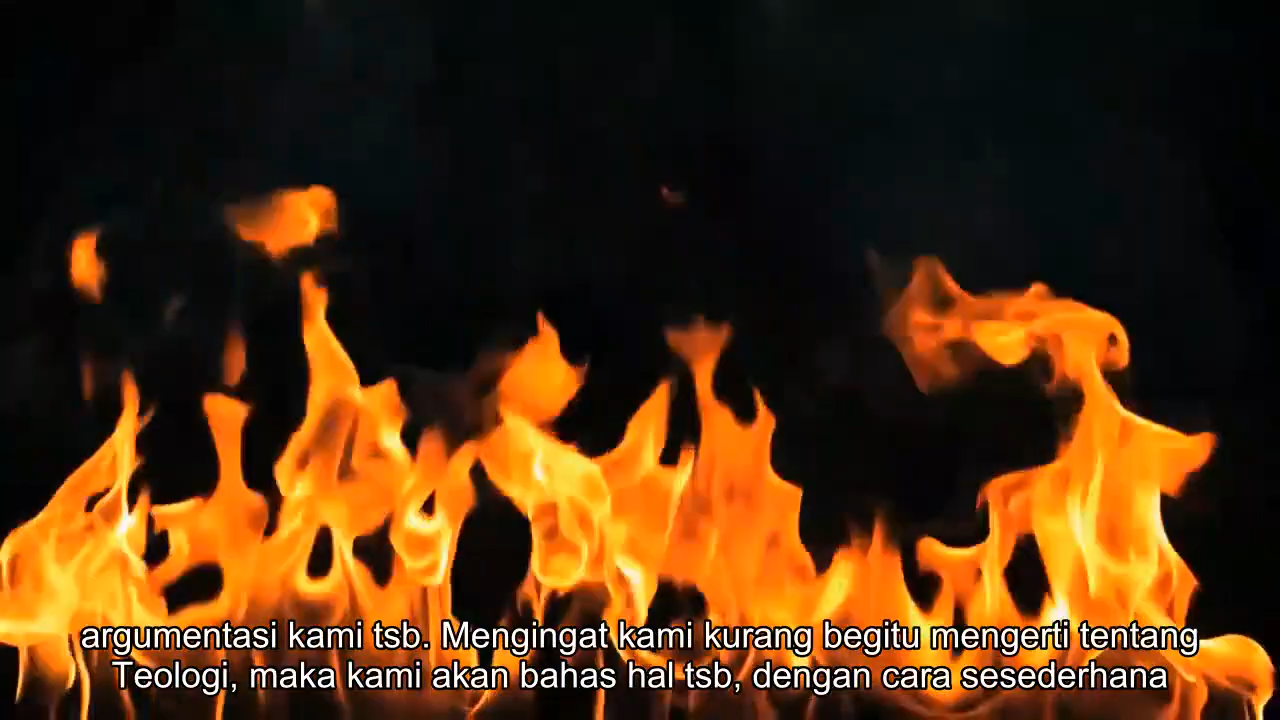 argumentasi kami tsb. Mengingat kami kurang begitu mengerti tentang
Teologi, maka kami akan bahas hal tsb, dengan cara sesederhana